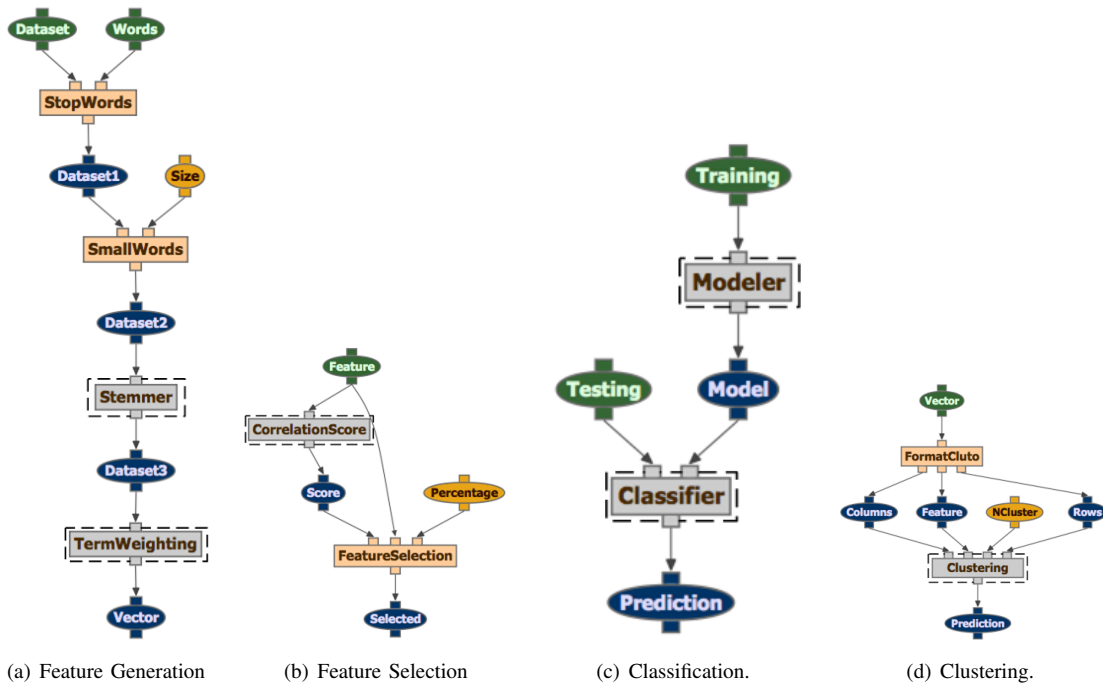 Dataset
Words
StopWords
Dataset1
Size
SmallWords
Dataset2
Stemmer
Dataset3
TermWeighting
Vector
(a) Feature Generation
Feature
CorrelationScore
Score
Percentage
FeatureSelection
Selected
(b) Feature Selection
Training
Modeler
Testing
Model
Classifier
Prediction
(c) Classification.
Vector
FormatCluto
Columns
Feature
NCluster
Rows
Clustering
Prediction
(d) Clustering.